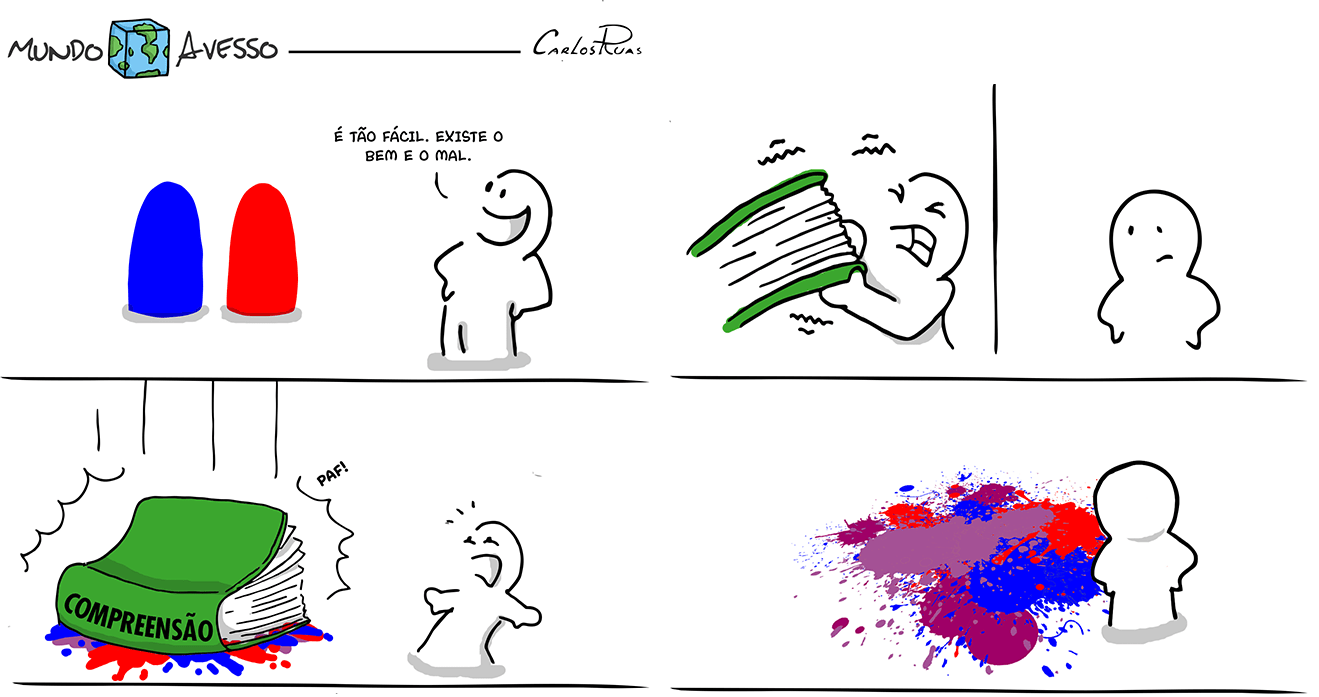 MUNDO AVESSO
CARLOS RUAS
É TÃO FÁCIL. EXISTE O
BEM E O MAL.
PAF!
COMPREENSÃO